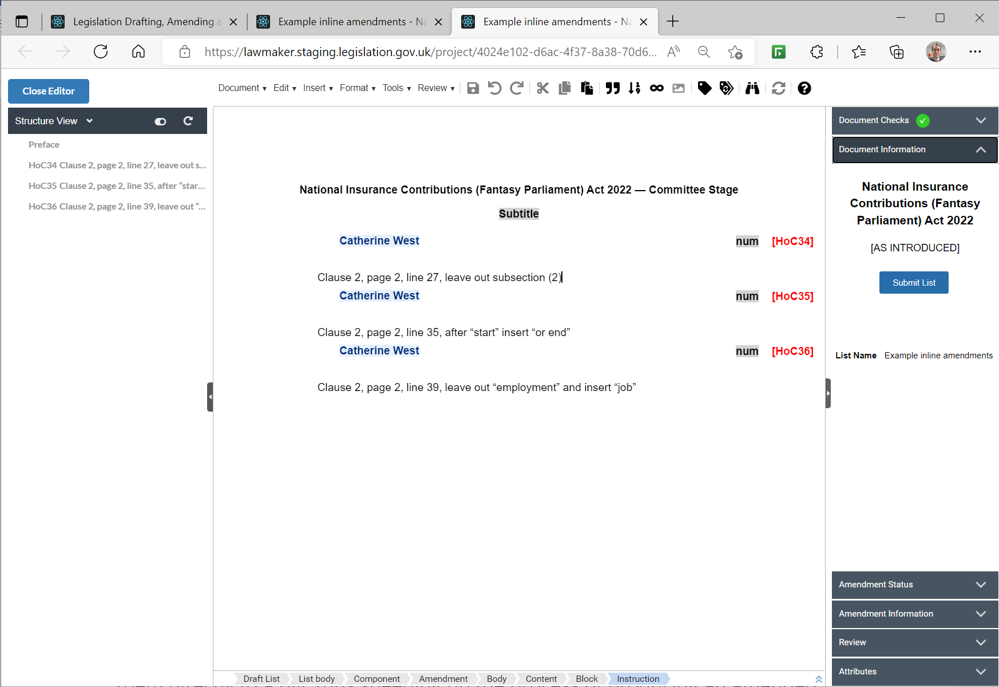 Legislation Drafting, Amending a
Example inline amendments - Na
Example inline amendments - Na
https://lawmaker.staging.legislation.gov.uk/project/4024e102-d6ac-4f37-8a38-70d6...
Close Editor
Document Edit Insert Format Tools Review
Structure View
Preface
HoC34 Clause 2, page 2, line 27, leave out s...
HoC35 Clause 2, page 2, line 35, after “star...
HoC36 Clause 2, page 2, line 39, leave out “...
National Insurance Contributions (Fantasy Parliament) Act 2022 — Committee Stage
Subtitle
Catherine West num [HoC34]
Clause 2, page 2, line 27, leave out subsection (2)
Catherine West num [HoC35]
Clause 2, page 2, line 35, after “start” insert “or end”
Catherine West num [HoC36]
Clause 2, page 2, line 39, leave out “employment” and insert “job”
Draft List List body Component Amendment Body Content Block Instruction
Document Checks
Document Information
National Insurance
Contributions (Fantasy
Parliament) Act 2022
[AS INTRODUCED]
Submit List
List Name Example inline amendments
Amendment Status
Amendment Information
Review
Attributes